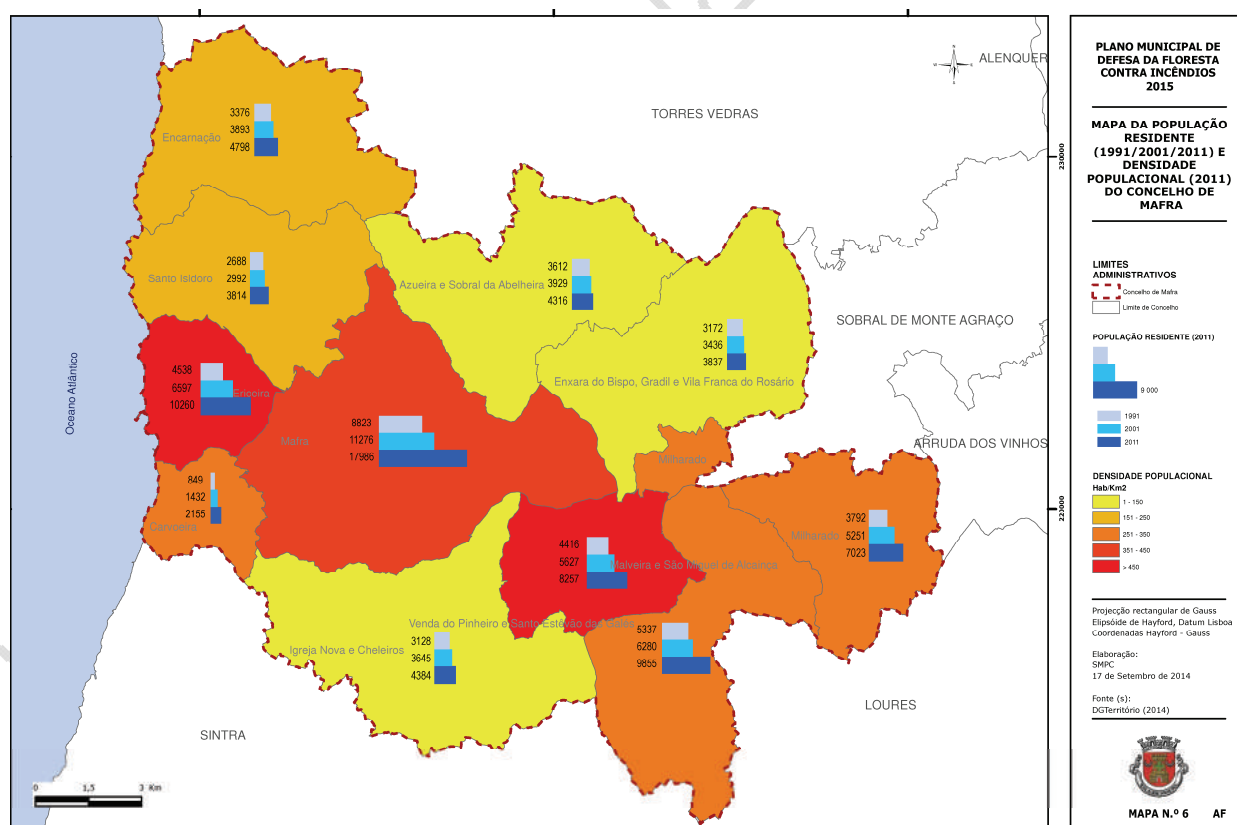 ALENQUER
TORRES VEDRAS
3376
3893
4798
Encarnação
2688
2992
3814
Santo Isidoro
3612
3929
4316
Azueira e Sobral da Abelheira
3172
3436
3837
Enxara do Bispo, Gradil e Vila Franca do Rosário
SOBRAL DE MONTE AGRAÇO
ARRUDA DOS VINHOS
Oceano Atlântico
4538
6597
10260
Ericeira
8823
11276
17986
Mafra
Milharado
849
1432
2155
Carvoeira
3792
5251
7023
Milharado
4416
5627
8257
Malveira e São Miguel de Alcainça
Venda do Pinheiro e Santo Estêvão das Galés
5337
6280
9855
3128
3645
4384
Igreja Nova e Cheleiros
LOURES
SINTRA
0 1,5 3 Km
230000
220000
PLANO MUNICIPAL DE
DEFESA DA FLORESTA
CONTRA INCÊNDIOS
2015
MAPA DA POPULAÇÃO
RESIDENTE
(1991/2001/2011) E
DENSIDADE
POPULACIONAL (2011)
DO CONCELHO DE
MAFRA
LIMITES
ADMINISTRATIVOS
Concelho de Mafra
Limite de Concelho
POPULAÇÃO RESIDENTE (2011)
9 000
1991
2001
2011
DENSIDADE POPULACIONAL
Hab/Km2
1 - 150
151 - 250
251 - 350
351 - 450
> 450
Projecção rectangular de Gauss
Elipsóide de Hayford, Datum Lisboa
Coordenadas Hayford - Gauss
Elaboração:
SMPC
17 de Setembro de 2014
Fonte (s):
DGTerritório (2014)
MAPA N.º 6 AF